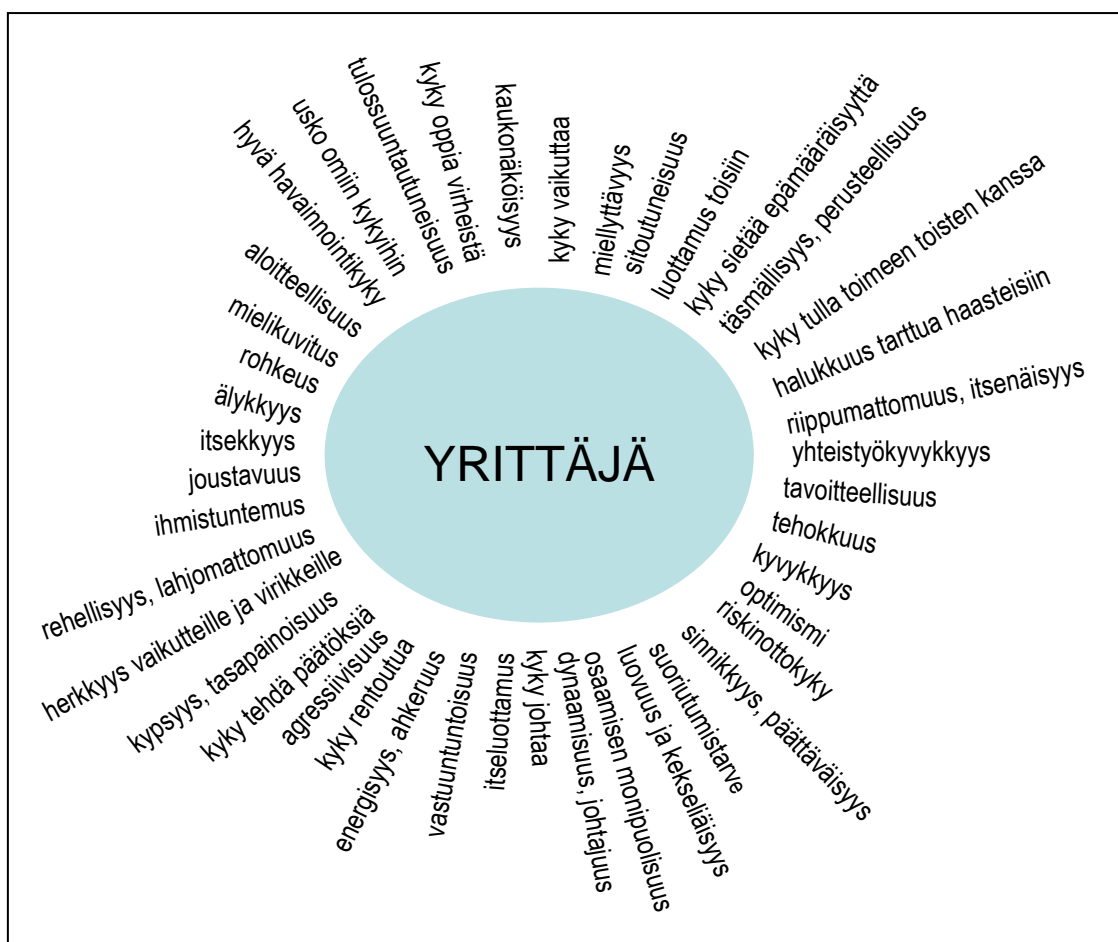 YRITTÄJÄ
kyky vaikuttaa
miellyttävyys
sitoutuneisuus
luottamus toisiin
kyky sietää epämääräisyyttä
täsmällisyys, perusteellisuus
kyky tulla toimeen toisten kanssa
halukkuus tarttua haasteisiin
riippumattomuus, itsenäisyys
yhteistyökyvykkyys
tavoitteellisuus
tehokkuus
kyvykkyys
optimismi
riskinottokyky
sinnikkyys, päättäväisyys
suoriutumistarve
luovuus ja kekseliäisyys
osaamisen monipuolisuus
dynaamisuus, johtajuus
kyky johtaa
itseluottamus
vastuuntuntoisuus
energisyys, ahkeruus
kyky rentoutua
agressiivisuus
kyky tehdä päätöksiä
kypsyys, tasapainoisuus
herkkyys vaikutteille ja virikkeille
rehellisyys, lahjomattomuus
ihmistuntemus
joustavuus
itsekkyys
älykkyys
rohkeus
mielikuvitus
aloitteellisuus
hyvä havainnointikyky
usko omiin kykyihin
tulossuuntautuneisuus
kyky oppia virheistä
kaukonäköisyys